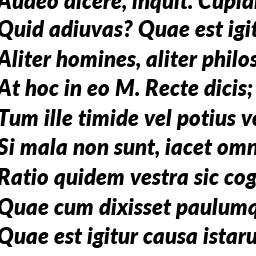 Audeo dicere, inquit. Cupid
Quid adiuvas? Quae est igit
Aliter homines, aliter philos
At hoc in eo M. Recte dicis;
Tum ille timide vel potius ve
Si mala non sunt, iacet omn
Ratio quidem vestra sic cog
Quae cum dixisset paulumq
Quae est igitur causa istaru